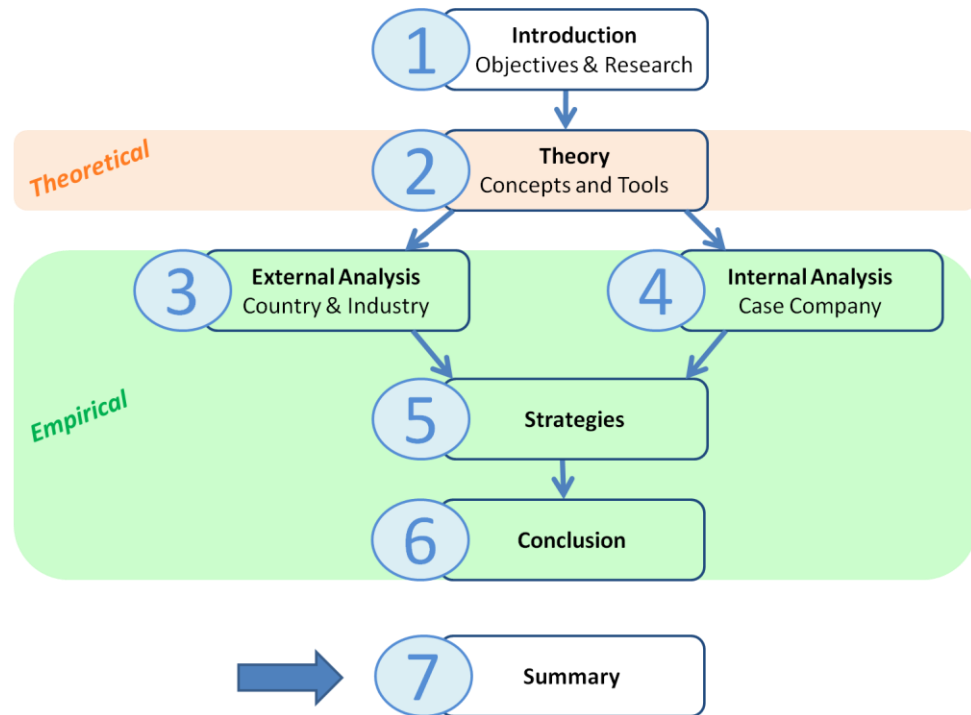 1
Introduction
Objectives & Research
Theoretical
2
Theory
Concepts and Tools
3
External Analysis
Country & Industry
4
Internal Analysis
Case Company
Empirical
5
Strategies
6
Conclusion
7
Summary